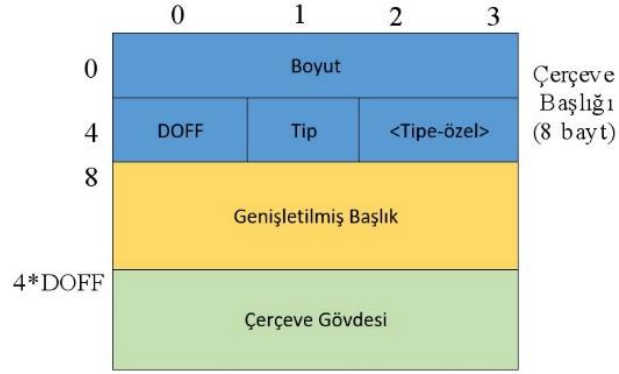 0 1 2 3
0 Boyut
Çerçeve
Başlığı
(8 bayt)
4 DOFF Tip <Tipe-özel>
8
Genişletilmiş Başlık
4*DOFF
Çerçeve Gövdesi